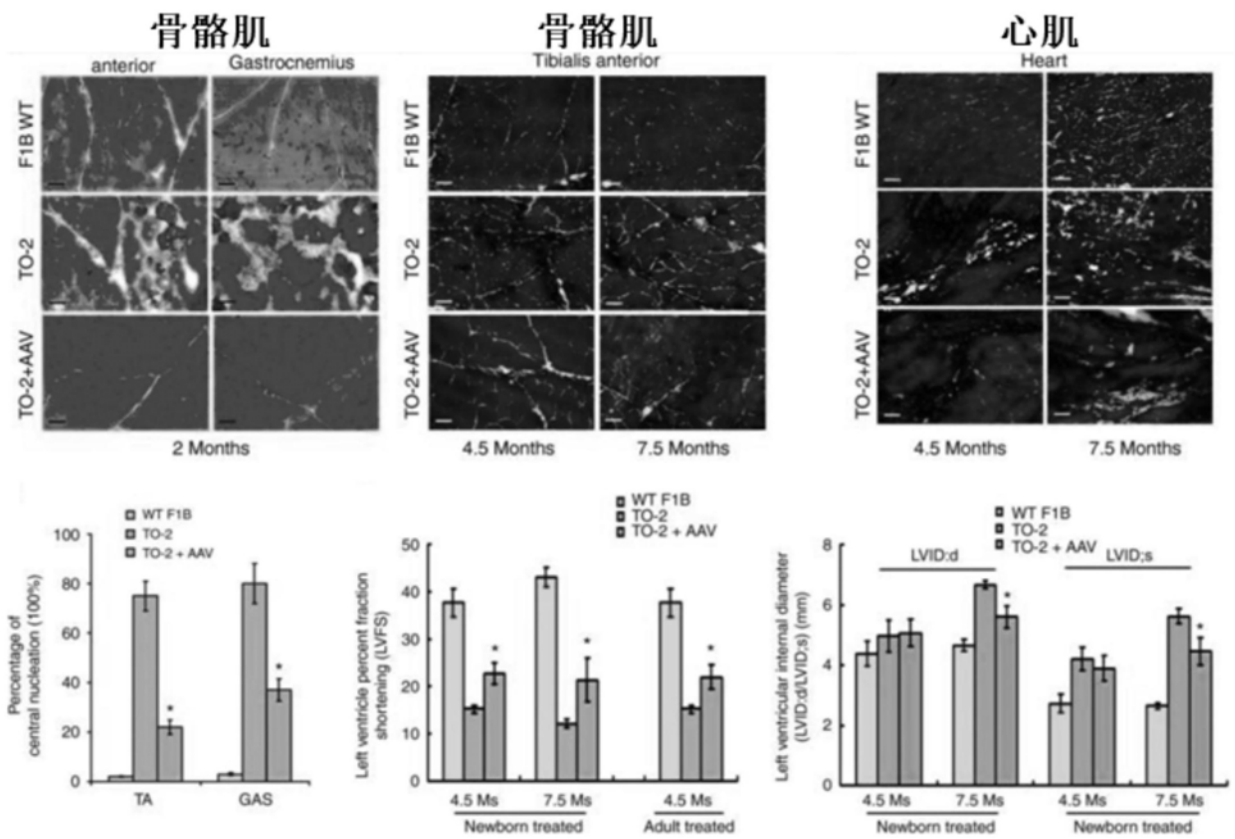 骨骼肌
骨骼肌
心肌
anterior
Gastrocnemius
Tibialis anterior
Heart
F1B WT
F1B WT
F1B WT
TO-2
TO-2
TO-2
TO-2+AAV
TO-2+AAV
TO-2+AAV
2 Months
4.5 Months
7.5 Months
4.5 Months
7.5 Months
Percentage of
central nucleation (100%)
WT F1B
TO-2
TO-2 + AAV
100
80
60
40
20
0
*
*
TA
GAS
Left ventricle percent fraction
shortening (LVFS)
WT F1B
TO-2
TO-2 + AAV
50
40
30
20
10
0
*
*
*
4.5 Ms
7.5 Ms
4.5 Ms
Newborn treated
Adult treated
Left ventricular internal diameter
(LVID:d/LVID;s) (mm)
WT F1B
TO-2
TO-2 + AAV
LVID:d
LVID;s
8
6
4
2
0
*
*
4.5 Ms
7.5 Ms
4.5 Ms
7.5 Ms
Newborn treated
Newborn treated